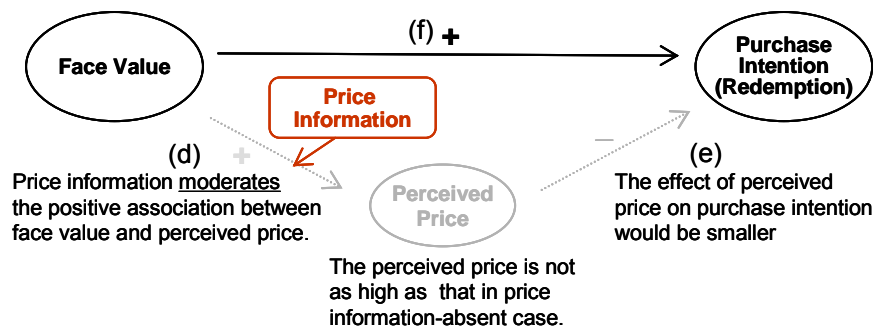 (f) +
Face Value
Purchase
Intention
(Redemption)
Price
Information
(d)
+
–
(e)
Price information moderates
the positive association between
face value and perceived price.
Perceived
Price
The effect of perceived
price on purchase intention
would be smaller
The perceived price is not
as high as that in price
information-absent case.